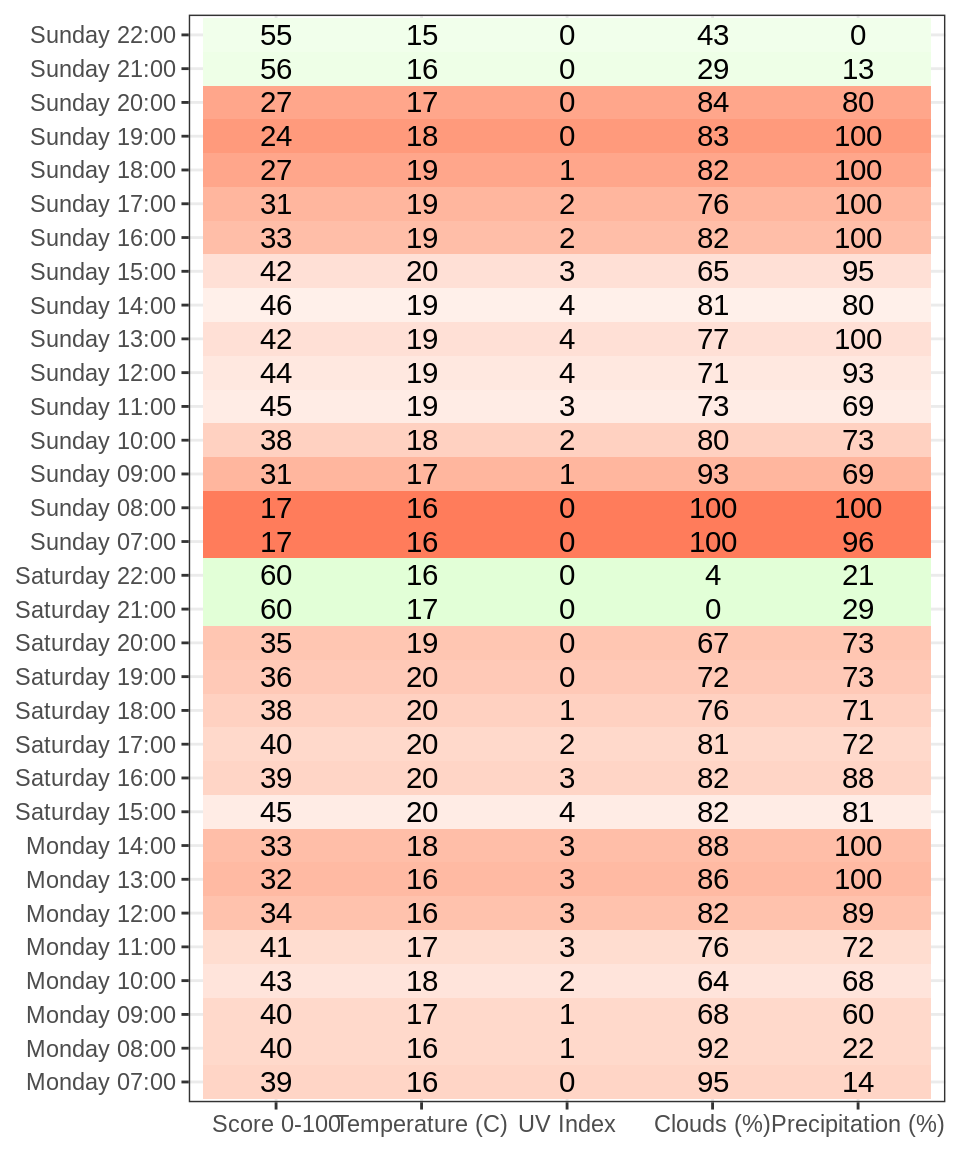 Sunday 22:00 55 15 0 43 0
Sunday 21:00 56 16 0 29 13
Sunday 20:00 27 17 0 84 80
Sunday 19:00 24 18 0 83 100
Sunday 18:00 27 19 1 82 100
Sunday 17:00 31 19 2 76 100
Sunday 16:00 33 19 2 82 100
Sunday 15:00 42 20 3 65 95
Sunday 14:00 46 19 4 81 80
Sunday 13:00 42 19 4 77 100
Sunday 12:00 44 19 4 71 93
Sunday 11:00 45 19 3 73 69
Sunday 10:00 38 18 2 80 73
Sunday 09:00 31 17 1 93 69
Sunday 08:00 17 16 0 100 100
Sunday 07:00 17 16 0 100 96
Saturday 22:00 60 16 0 4 21
Saturday 21:00 60 17 0 0 29
Saturday 20:00 35 19 0 67 73
Saturday 19:00 36 20 0 72 73
Saturday 18:00 38 20 1 76 71
Saturday 17:00 40 20 2 81 72
Saturday 16:00 39 20 3 82 88
Saturday 15:00 45 20 4 82 81
Monday 14:00 33 18 3 88 100
Monday 13:00 32 16 3 86 100
Monday 12:00 34 16 3 82 89
Monday 11:00 41 17 3 76 72
Monday 10:00 43 18 2 64 68
Monday 09:00 40 17 1 68 60
Monday 08:00 40 16 1 92 22
Monday 07:00 39 16 0 95 14
Score 0-100 Temperature (C) UV Index Clouds (%) Precipitation (%)